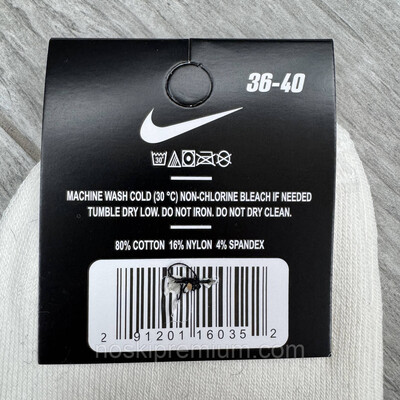 36-40
30°
MACHINE WASH COLD (30 °C) NON-CHLORINE BLEACH IF NEEDED
TUMBLE DRY LOW. DO NOT IRON. DO NOT DRY CLEAN.
80% COTTON 16% NYLON 4% SPANDEX
2 91201 16035 2
noskipremium.com